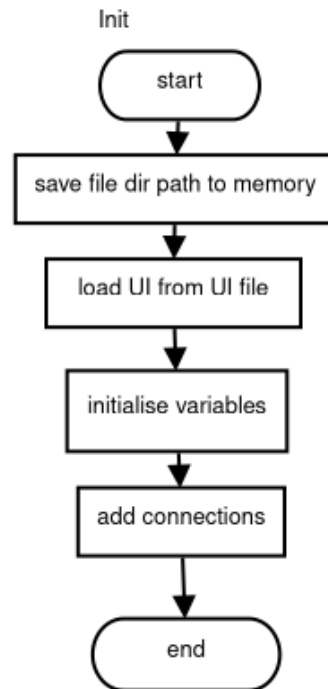 Init
start
save file dir path to memory
load UI from UI file
initialise variables
add connections
end